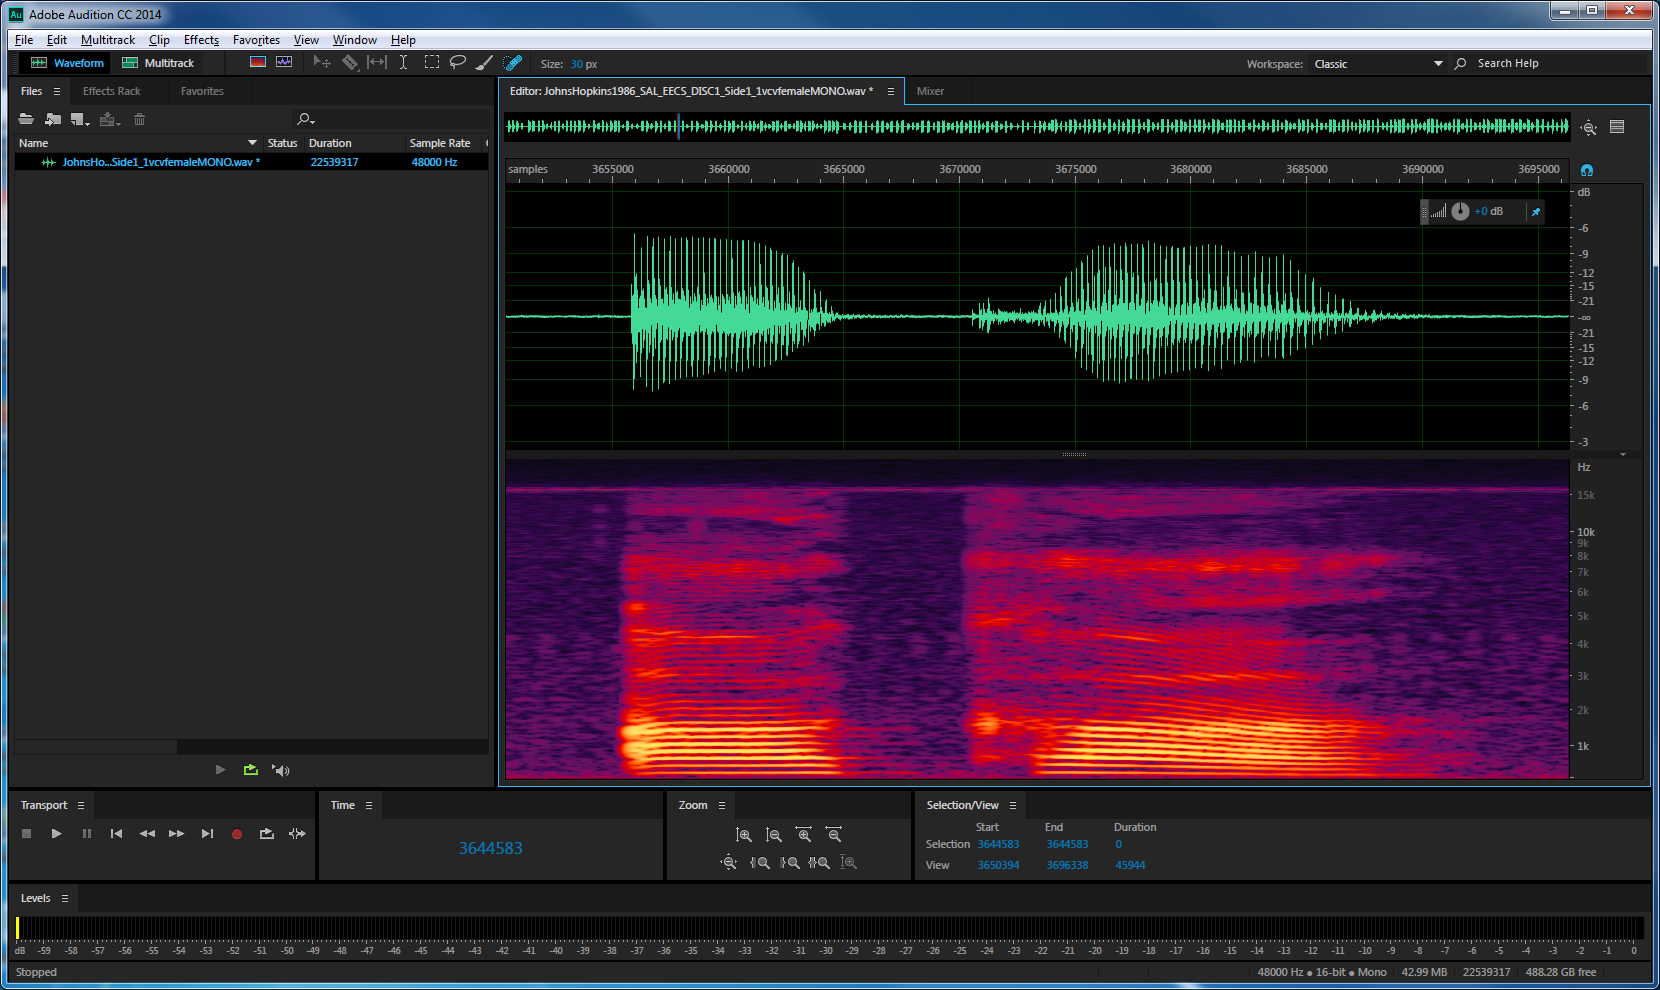 Au Adobe Audition CC 2014
File Edit Multitrack Clip Effects Favorites View Window Help
Waveform Multitrack Size: 30 px Workspace: Classic Search Help
Files Effects Rack Favorites
Editor: JohnsHopkins1986_SAL_EECS_DISC1_Side1_1vcvfemaleMONO.wav * Mixer
Name Status Duration Sample Rate
JohnsHo...Side1_1vcvfemaleMONO.wav * 22539317 48000 Hz
samples 3655000 3660000 3665000 3670000 3675000 3680000 3685000 3690000 3695000
dB
+0 dB
-6
-9
-12
-15
-21
-∞
-21
-15
-12
-9
-6
-3
Hz
15k
10k
9k
8k
7k
6k
5k
4k
3k
2k
1k
Transport Time Zoom Selection/View
Start End Duration
Selection 3644583 3644583 0
View 3650394 3696338 45944
3644583
Levels
dB -59 -58 -57 -56 -55 -54 -53 -52 -51 -50 -49 -48 -47 -46 -45 -44 -43 -42 -41 -40 -39 -38 -37 -36 -35 -34 -33 -32 -31 -30 -29 -28 -27 -26 -25 -24 -23 -22 -21 -20 -19 -18 -17 -16 -15 -14 -13 -12 -11 -10 -9 -8 -7 -6 -5 -4 -3 -2 -1 0
Stopped 48000 Hz ● 16-bit ● Mono 42.99 MB 22539317 488.28 GB free